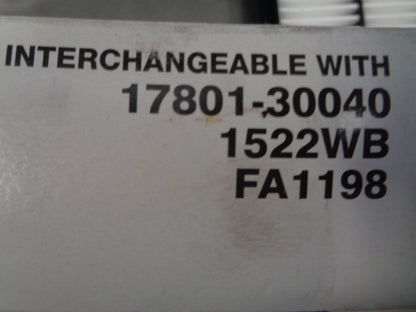 INTERCHANGEABLE WITH
17801-30040
1522WB
FA1198